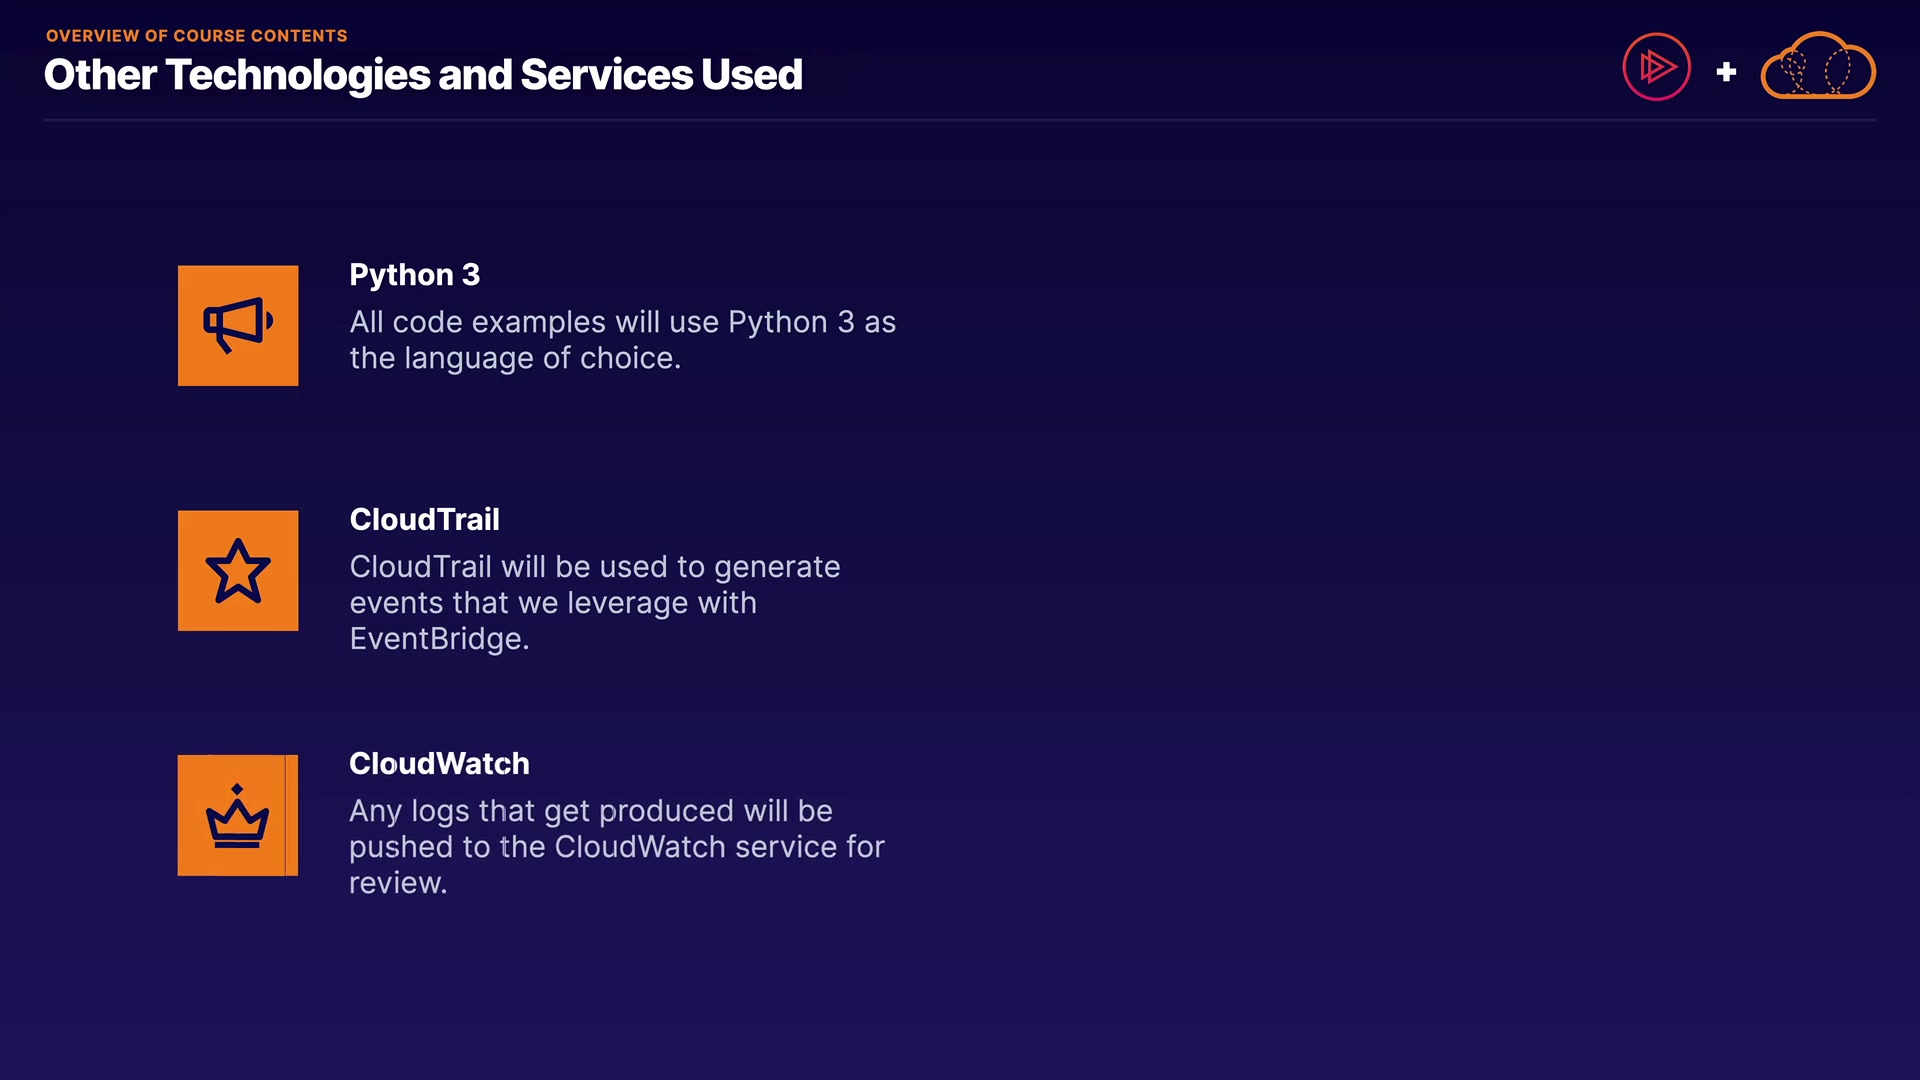 OVERVIEW OF COURSE CONTENTS
Other Technologies and Services Used
+
Python 3
All code examples will use Python 3 as
the language of choice.
CloudTrail
CloudTrail will be used to generate
events that we leverage with
EventBridge.
CloudWatch
Any logs that get produced will be
pushed to the CloudWatch service for
review.